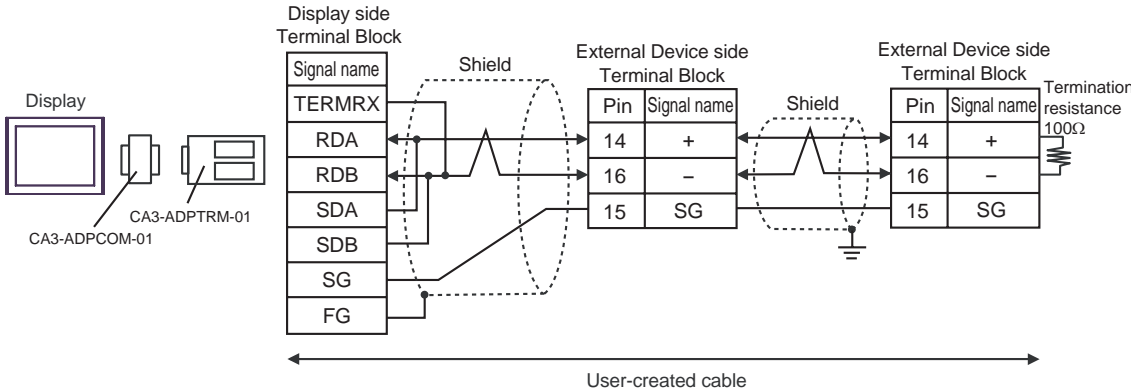 Display
CA3-ADPCOM-01
CA3-ADPTRM-01
Display side
Terminal Block
Signal name
TERMRX
RDA
RDB
SDA
SDB
SG
FG
Shield
External Device side
Terminal Block
Pin Signal name
14 +
16 –
15 SG
Shield
External Device side
Terminal Block
Pin Signal name
14 +
16 –
15 SG
Termination
resistance
100Ω
User-created cable